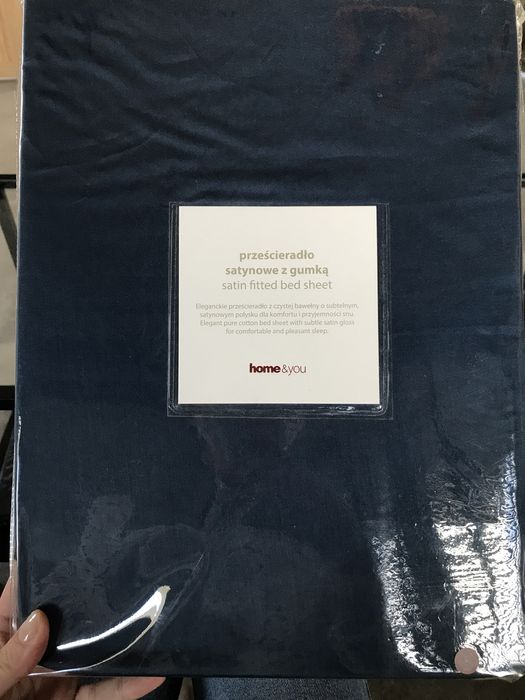 prześcieradło
satynowe z gumką
satin fitted bed sheet
Eleganckie prześcieradło z czystej bawełny o subtelnym,
satynowym połysku dla komfortu i przyjemności snu.
Elegant pure cotton bed sheet with subtle satin gloss
for comfortable and pleasant sleep.
home&you